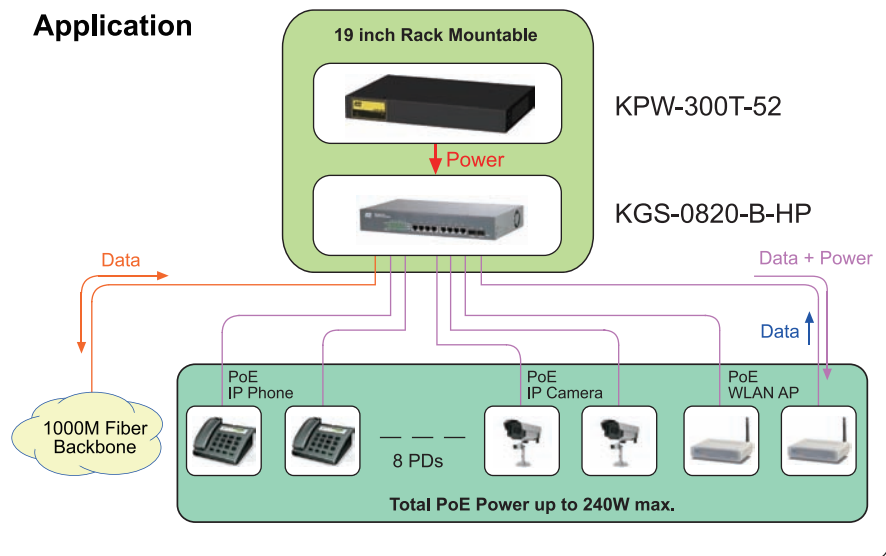 Application
19 inch Rack Mountable
KPW-300T-52
Power
KGS-0820-B-HP
Data
Data + Power
Data
PoE
IP Phone
PoE
IP Camera
PoE
WLAN AP
1000M Fiber
Backbone
8 PDs
Total PoE Power up to 240W max.